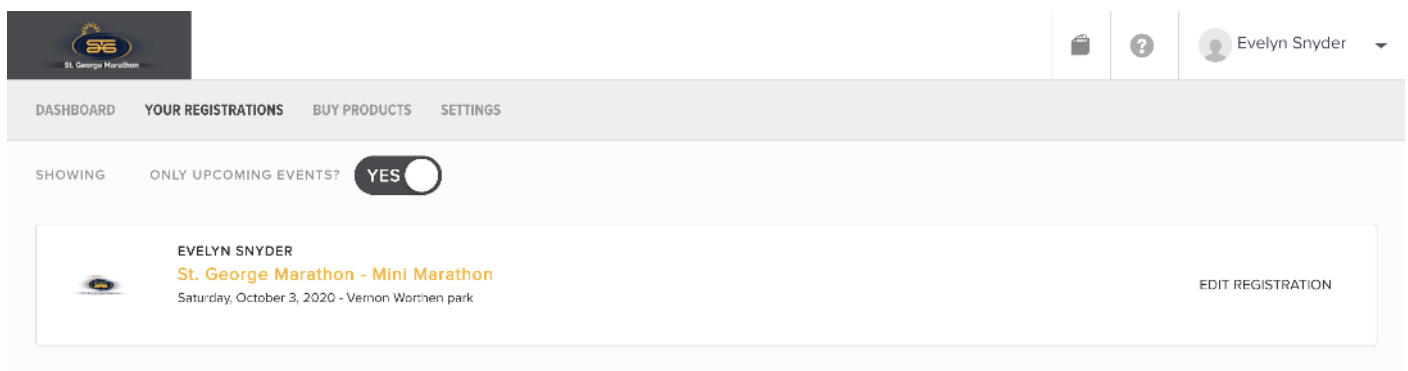 STG
St. George Marathon
?
Evelyn Snyder
DASHBOARD YOUR REGISTRATIONS BUY PRODUCTS SETTINGS
SHOWING ONLY UPCOMING EVENTS? YES
EVELYN SNYDER
St. George Marathon - Mini Marathon
Saturday, October 3, 2020 - Vernon Worthen park
EDIT REGISTRATION